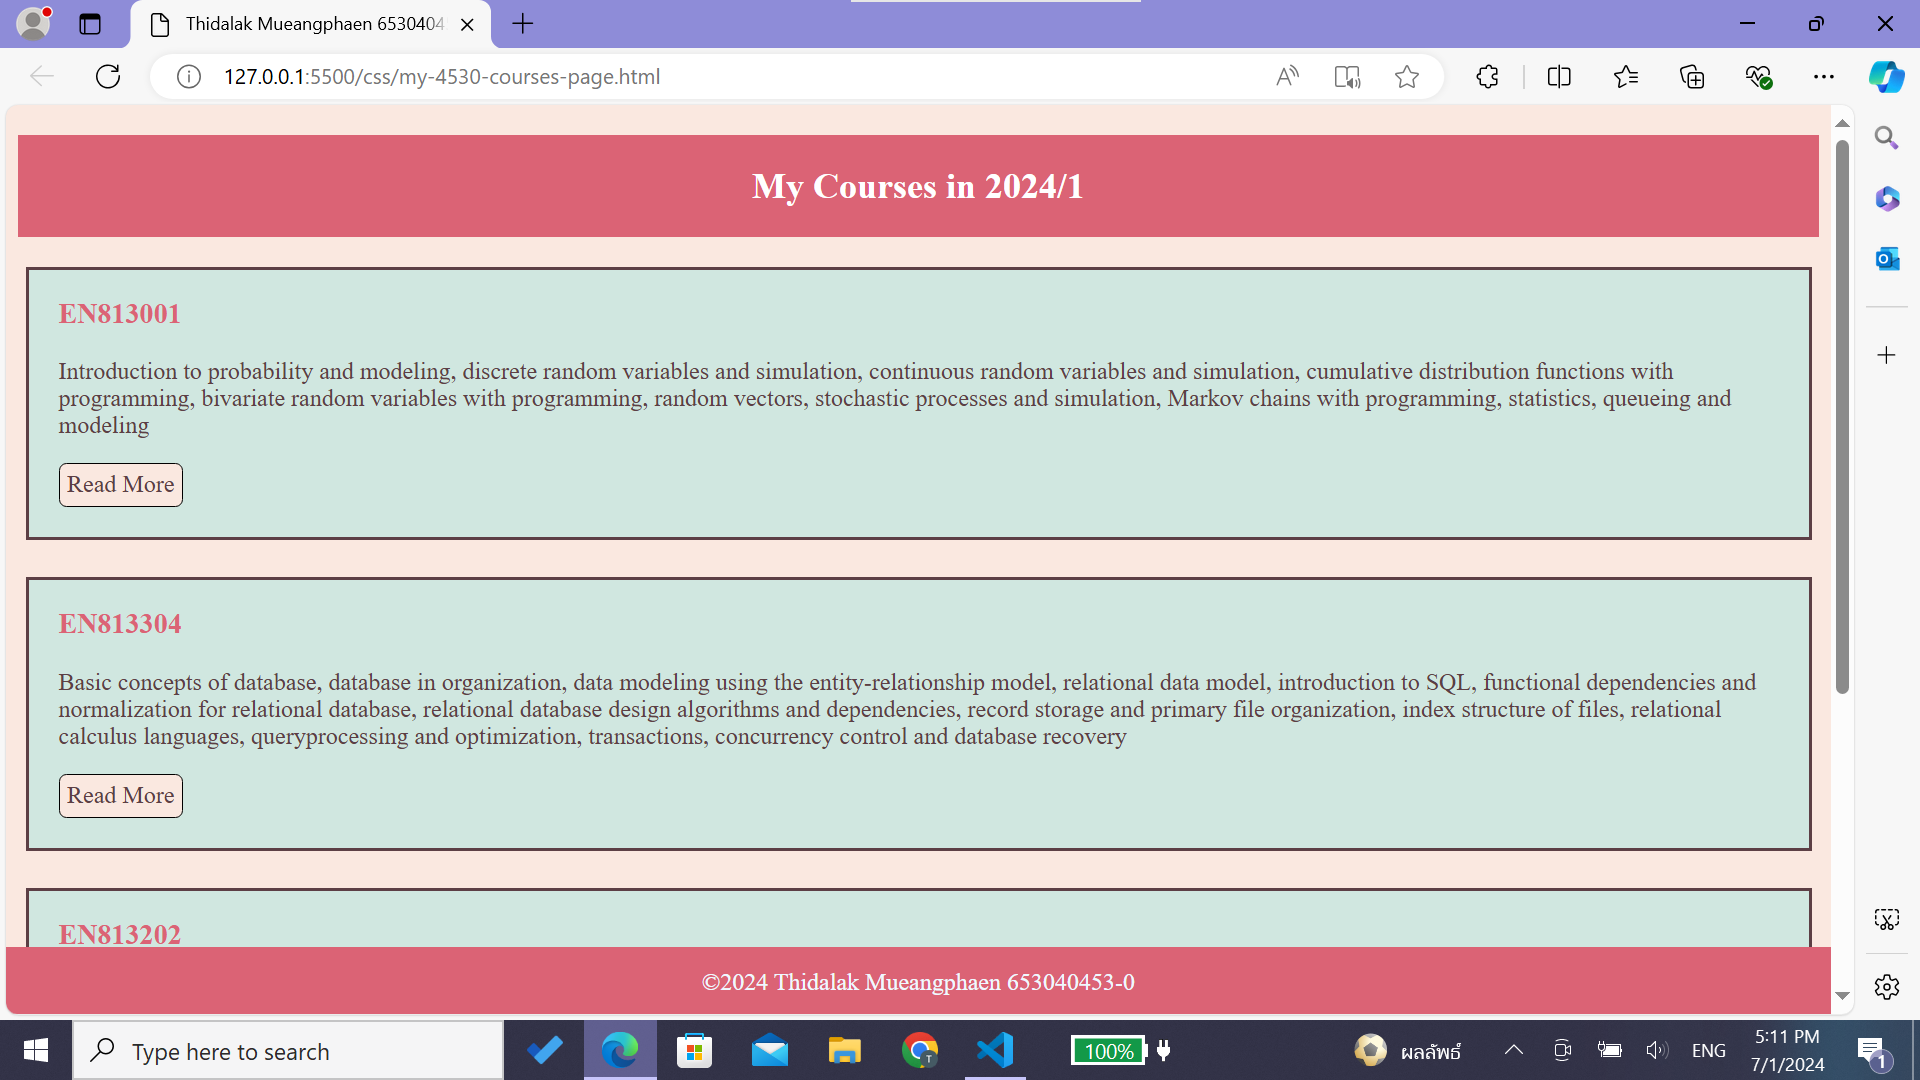 Thidalak Mueangphaen 6530404
127.0.0.1:5500/css/my-4530-courses-page.html
My Courses in 2024/1
EN813001
Introduction to probability and modeling, discrete random variables and simulation, continuous random variables and simulation, cumulative distribution functions with
programming, bivariate random variables with programming, random vectors, stochastic processes and simulation, Markov chains with programming, statistics, queueing and
modeling
Read More
EN813304
Basic concepts of database, database in organization, data modeling using the entity-relationship model, relational data model, introduction to SQL, functional dependencies and
normalization for relational database, relational database design algorithms and dependencies, record storage and primary file organization, index structure of files, relational
calculus languages, queryprocessing and optimization, transactions, concurrency control and database recovery
Read More
EN813202
©2024 Thidalak Mueangphaen 653040453-0
Type here to search
T
100%
ผลลัพธ์
ENG
5:11 PM
7/1/2024
1